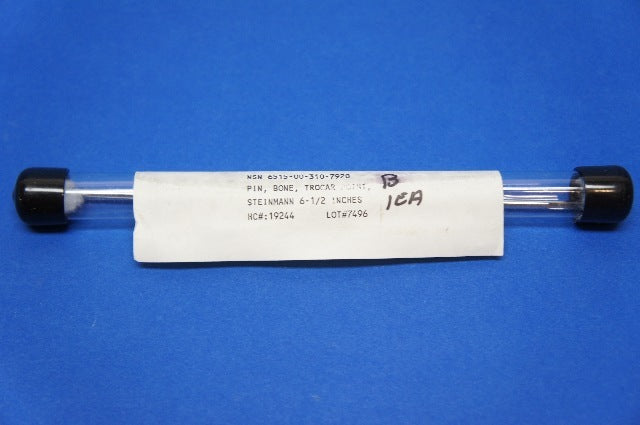 NSN 6515-00-310-7970
PIN, BONE, TROCAR POINT,
STEINMANN 6-1/2 INCHES
HC#:19244 LOT#7496
B
1EA